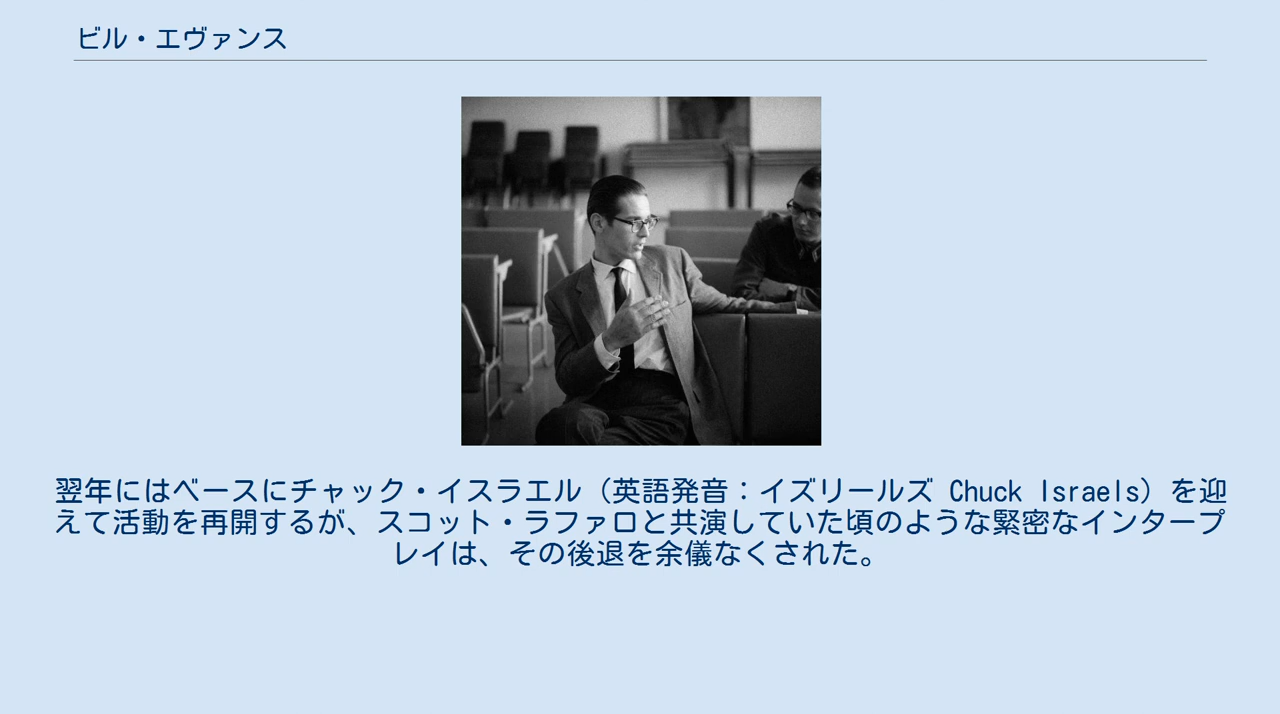 ビル・エヴァンス
翌年にはベースにチャック・イスラエル（英語発音：イズリールズ Chuck Israels）を迎
えて活動を再開するが、スコット・ラファロと共演していた頃のような緊密なインタープ
レイは、その後退を余儀なくされた。